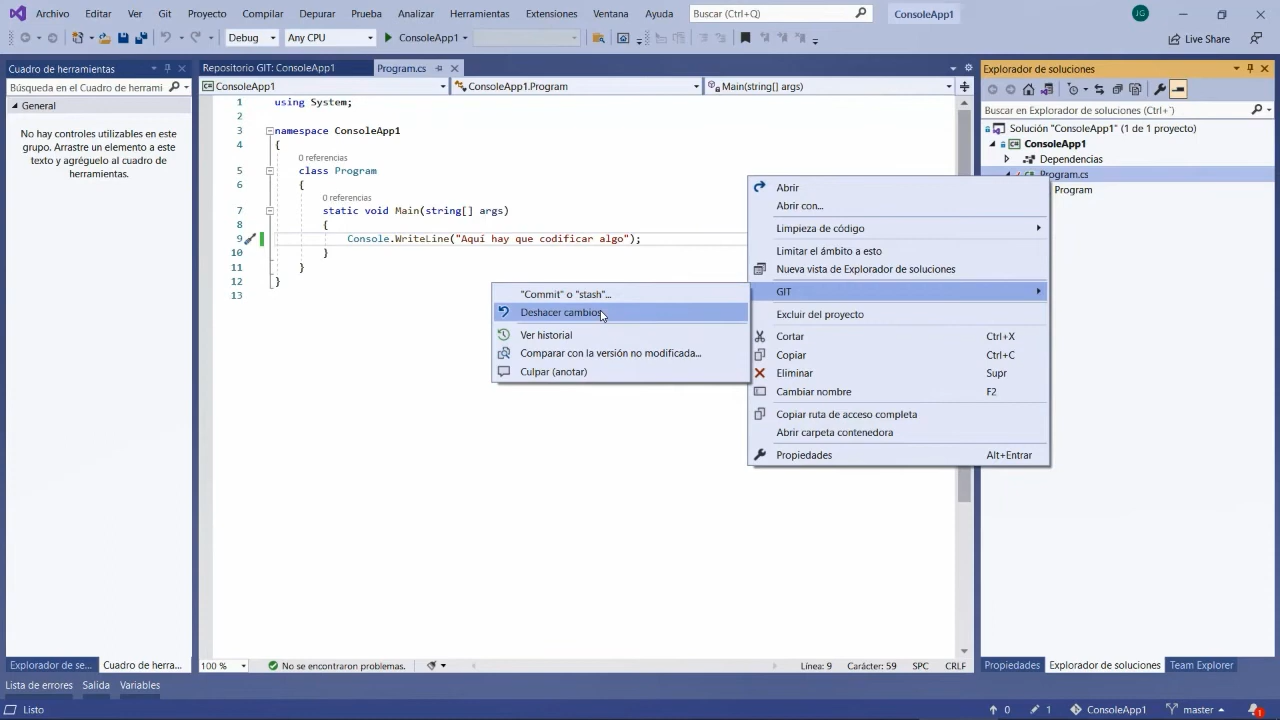 Archivo Editar Ver Git Proyecto Compilar Depurar Prueba Analizar Herramientas Extensiones Ventana Ayuda Buscar (Ctrl+Q) ConsoleApp1 JG
Debug Any CPU ConsoleApp1 Live Share
Cuadro de herramientas
Búsqueda en el Cuadro de herrami
General
No hay controles utilizables en este
grupo. Arrastre un elemento a este
texto y agréguelo al cuadro de
herramientas.
Repositorio GIT: ConsoleApp1 Program.cs
ConsoleApp1 ConsoleApp1.Program Main(string[] args)
1 using System;
2
3 namespace ConsoleApp1
4 {
0 referencias
5 class Program
6 {
0 referencias
7 static void Main(string[] args)
8 {
9 Console.WriteLine("Aquí hay que codificar algo");
10 }
11 }
12 }
13
Explorador de soluciones
Buscar en Explorador de soluciones (Ctrl+´)
Solución "ConsoleApp1" (1 de 1 proyecto)
ConsoleApp1
Dependencias
Program.cs
Program
Abrir
Abrir con...
Limpieza de código
Limitar el ámbito a esto
Nueva vista de Explorador de soluciones
GIT
Excluir del proyecto
Cortar Ctrl+X
Copiar Ctrl+C
Eliminar Supr
Cambiar nombre F2
Copiar ruta de acceso completa
Abrir carpeta contenedora
Propiedades Alt+Entrar
"Commit" o "stash"...
Deshacer cambios
Ver historial
Comparar con la versión no modificada...
Culpar (anotar)
Explorador de se... Cuadro de herra...
100 % No se encontraron problemas. Línea: 9 Carácter: 59 SPC CRLF
Propiedades Explorador de soluciones Team Explorer
Lista de errores Salida Variables
Listo 0 1 ConsoleApp1 master 1